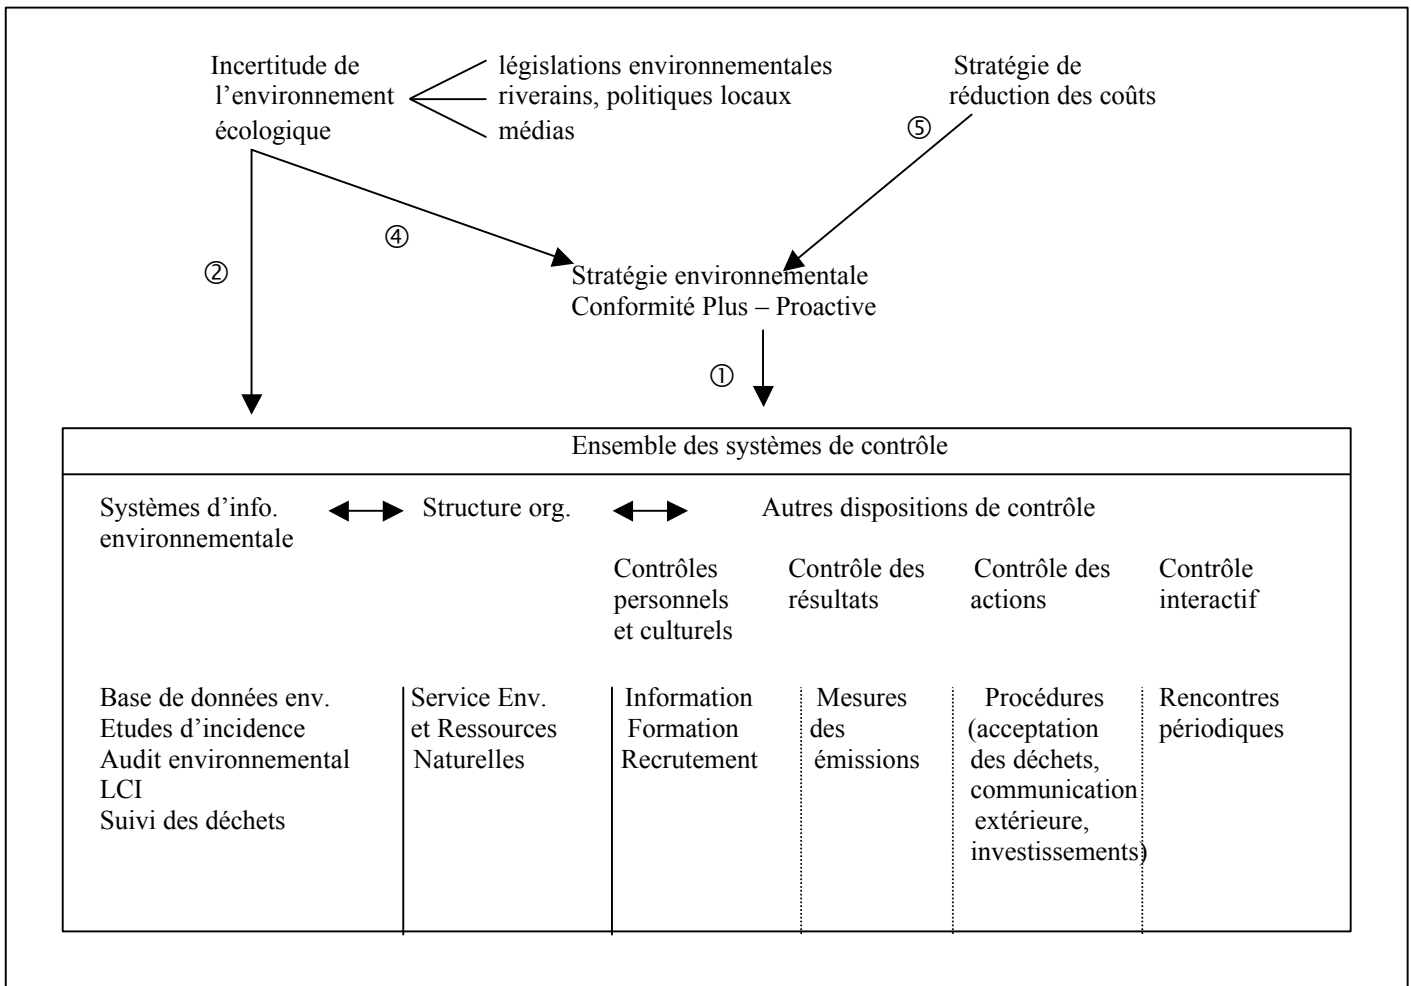 Incertitude de
l’environnement
écologique
législations environnementales
riverains, politiques locaux
médias
Stratégie de
réduction des coûts
⑤
④
②
Stratégie environnementale
Conformité Plus – Proactive
①
Ensemble des systèmes de contrôle
Systèmes d’info.
environnementale
Structure org.
Autres dispositions de contrôle
Contrôles
personnels
et culturels
Contrôle des
résultats
Contrôle des
actions
Contrôle
interactif
Base de données env.
Etudes d’incidence
Audit environmental
LCI
Suivi des déchets
Service Env.
et Ressources
Naturelles
Information
Formation
Recrutement
Mesures
des
émissions
Procédures
(acceptation
des déchets,
communication
extérieure,
investissements)
Rencontres
périodiques